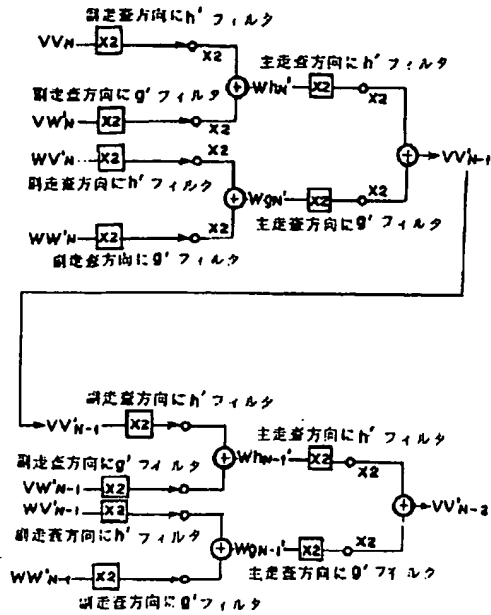 副走査方向にh' フィルタ
VVN X2 X2
主走査方向にh' フィルタ
WhN' X2 X2
副走査方向にg' フィルタ
VW'N X2 X2
VV'N-1
WV'N X2 X2
副走査方向にh' フィルタ
WgN' X2 X2
主走査方向にg' フィルタ
WW'N X2 X2
副走査方向にg' フィルタ
副走査方向にh' フィルタ
VV'N-1 X2
主走査方向にh' フィルタ
WhN-1' X2 X2
副走査方向にg' フィルタ
VW'N-1 X2
VV'N-2
WV'N-1 X2
副走査方向にh' フィルタ
WgN-1' X2 X2
主走査方向にg' フィルタ
WW'N-1 X2
副走査方向にg' フィルタ